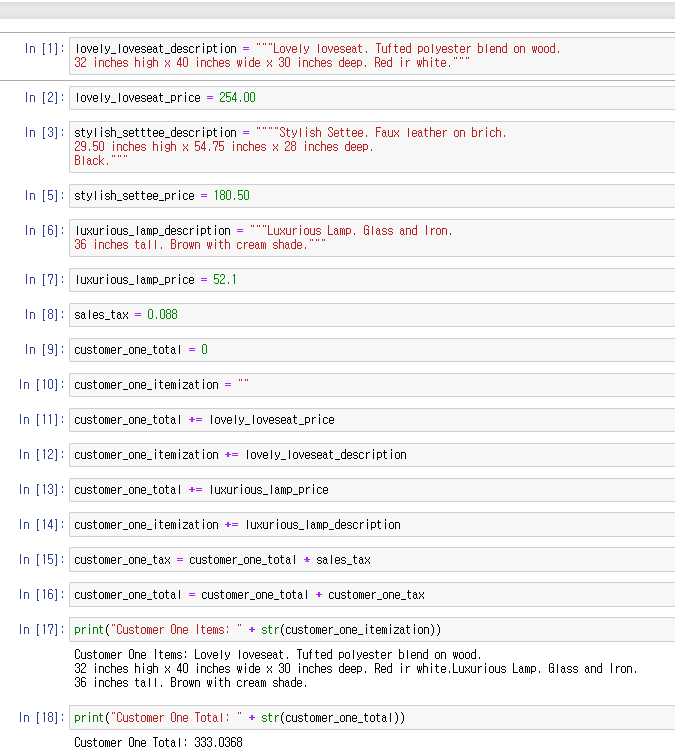 In [1]: lovely_loveseat_description = """Lovely loveseat. Tufted polyester blend on wood.
32 inches high x 40 inches wide x 30 inches deep. Red ir white."""
In [2]: lovely_loveseat_price = 254.00
In [3]: stylish_setttee_description = """"Stylish Settee. Faux leather on brich.
29.50 inches high x 54.75 inches x 28 inches deep.
Black."""
In [5]: stylish_settee_price = 180.50
In [6]: luxurious_lamp_description = """Luxurious Lamp. Glass and Iron.
36 inches tall. Brown with cream shade."""
In [7]: luxurious_lamp_price = 52.1
In [8]: sales_tax = 0.088
In [9]: customer_one_total = 0
In [10]: customer_one_itemization = ""
In [11]: customer_one_total += lovely_loveseat_price
In [12]: customer_one_itemization += lovely_loveseat_description
In [13]: customer_one_total += luxurious_lamp_price
In [14]: customer_one_itemization += luxurious_lamp_description
In [15]: customer_one_tax = customer_one_total * sales_tax
In [16]: customer_one_total = customer_one_total + customer_one_tax
In [17]: print("Customer One Items: " + str(customer_one_itemization))
Customer One Items: Lovely loveseat. Tufted polyester blend on wood.
32 inches high x 40 inches wide x 30 inches deep. Red ir white.Luxurious Lamp. Glass and Iron.
36 inches tall. Brown with cream shade.
In [18]: print("Customer One Total: " + str(customer_one_total))
Customer One Total: 333.0368